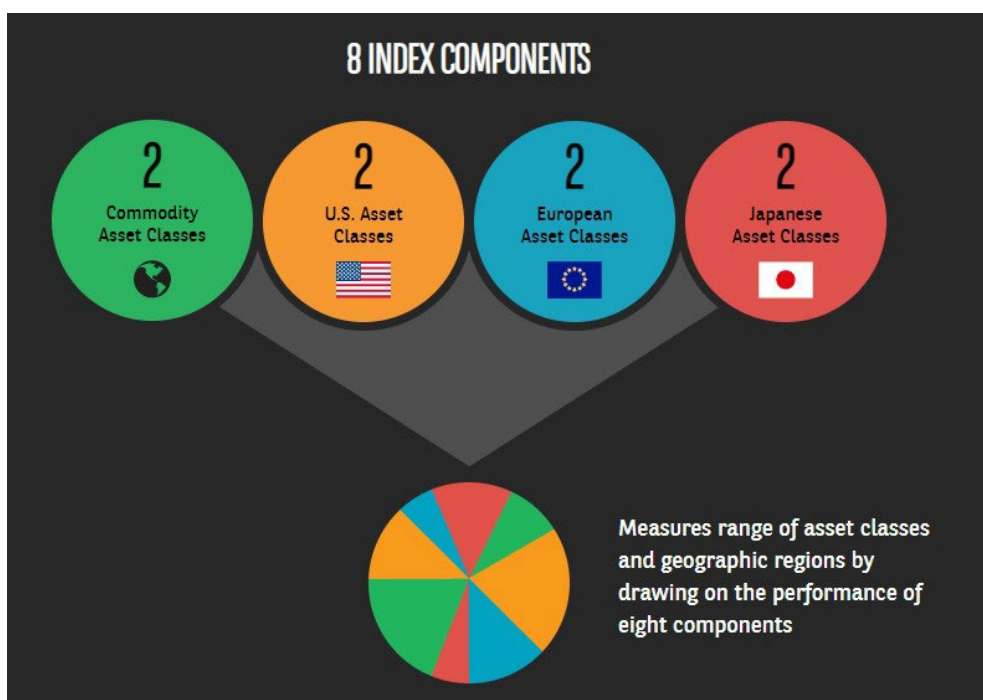 8 INDEX COMPONENTS
2
Commodity
Asset Classes
2
U.S. Asset
Classes
2
European
Asset Classes
2
Japanese
Asset Classes
Measures range of asset classes
and geographic regions by
drawing on the performance of
eight components